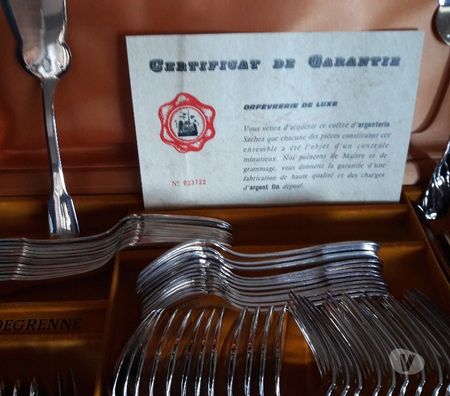 CERTIFICAT DE GARANTIE
ORFÈVRERIE DE LUXE
Vous venez d'acquérir ce coffret d'argenterie
Sachez que chacune des pièces constituant cet
ensemble a été l'objet d'un contrôle
minutieux. Nos poinçons de Maître et de
grammage, vous donnent la garantie d'une
fabrication de haute qualité et des charges
d'argent fin déposé.
No 023732
DEGRENNE
V